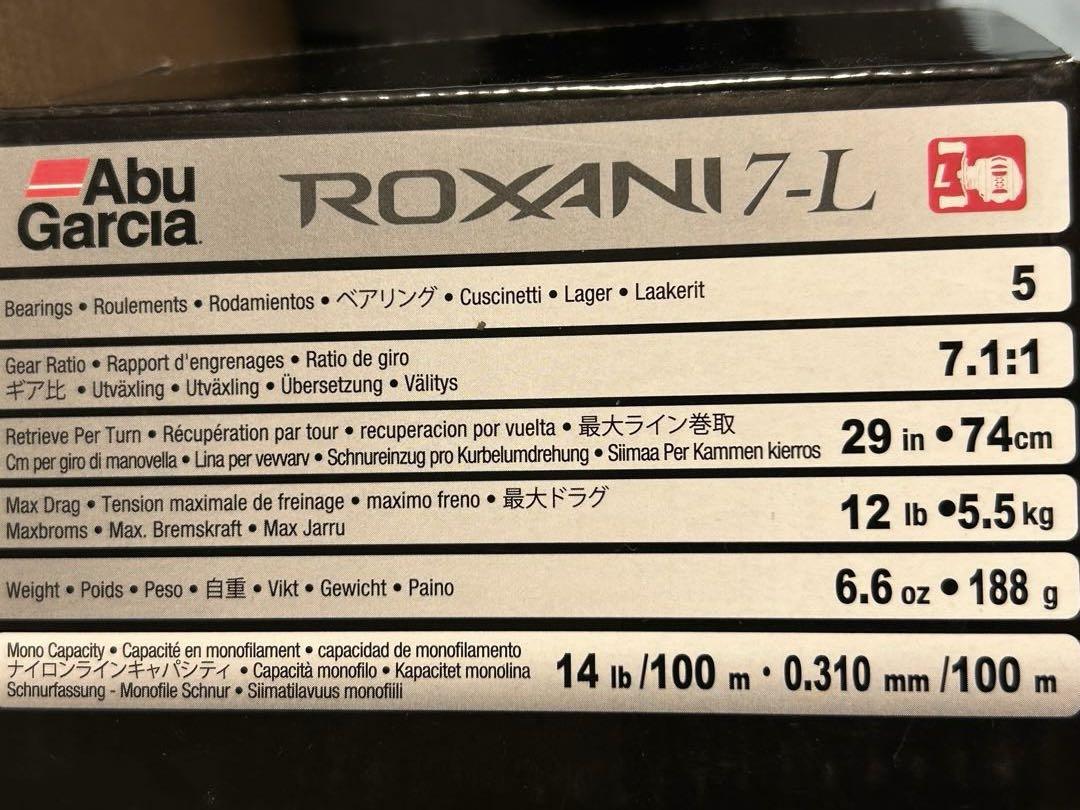 Abu
Garcia
ROXANI 7-L
Bearings • Roulements • Rodamientos • ベアリング • Cuscinetti • Lager • Laakerit
5
Gear Ratio • Rapport d'engrenages • Ratio de giro
ギア比 • Utväxling • Utväxling • Übersetzung • Välitys
7.1:1
Retrieve Per Turn • Récupération par tour • recuperacion por vuelta • 最大ライン巻取
Cm per giro di manovella • Lina per vevvarv • Schnureinzug pro Kurbelumdrehung • Siimaa Per Kammen kierros
29 in • 74cm
Max Drag • Tension maximale de freinage • maximo freno • 最大ドラグ
Maxbroms • Max. Bremskraft • Max Jarru
12 lb •5.5 kg
Weight • Poids • Peso • 自重 • Vikt • Gewicht • Paino
6.6 oz • 188 g
Mono Capacity • Capacité en monofilament • capacidad de monofilamento
ナイロンラインキャパシティ • Capacità monofilo • Kapacitet monolina
Schnurfassung - Monofile Schnur • Siimatilavuus monofiili
14 lb /100 m · 0.310 mm /100 m